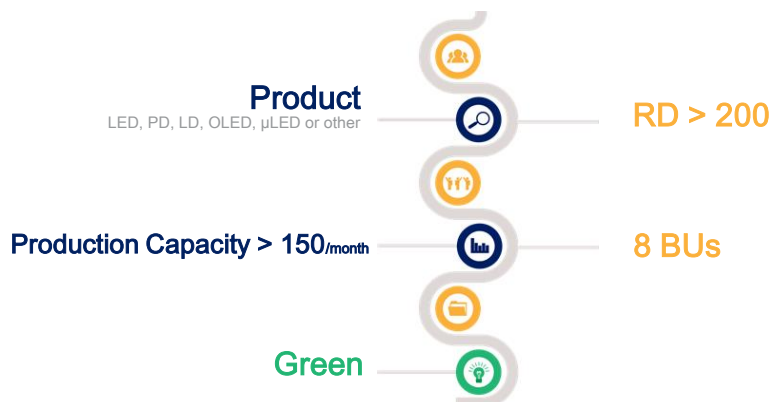 Product
LED, PD, LD, OLED, μLED or other
RD > 200
Production Capacity > 150/month
8 BUs
Green